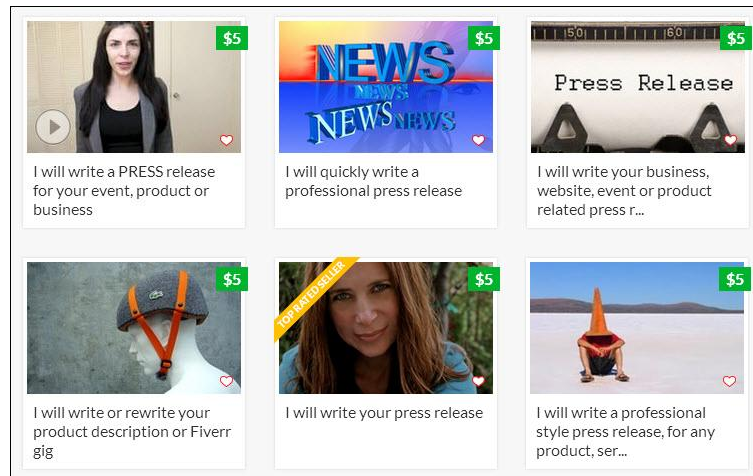 $5
$5
$5
NEWS
NEWS
NEWS NEWS
50 60
Press Release
I will write a PRESS release
for your event, product or
business
I will quickly write a
professional press release
I will write your business,
website, event or product
related press r...
$5
$5
$5
TOP RATED SELLER
I will write or rewrite your
product description or Fiverr
gig
I will write your press release
I will write a professional
style press release, for any
product, ser...